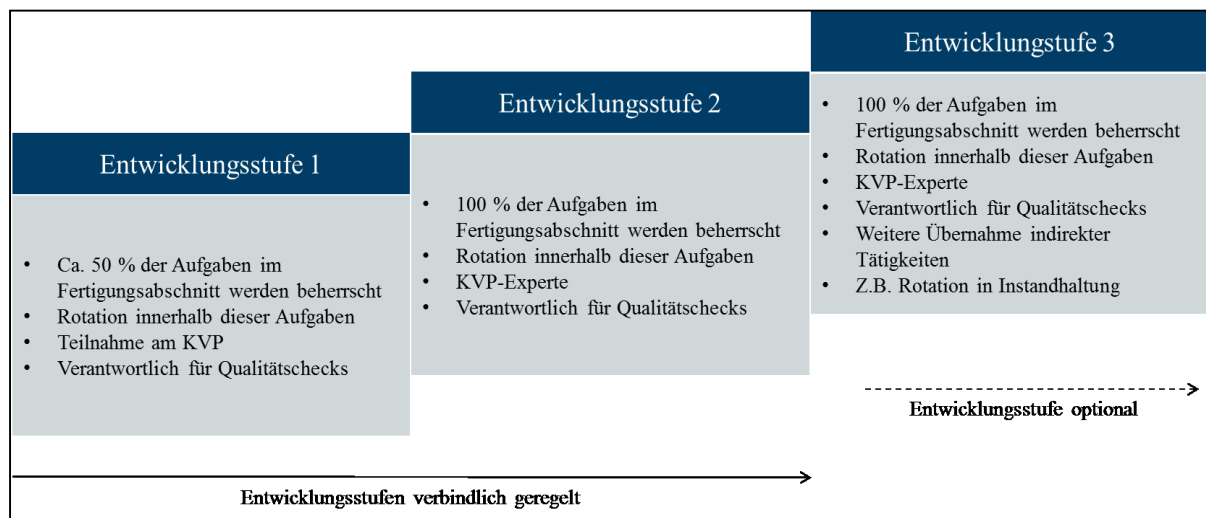 Entwicklungsstufe 1
• Ca. 50 % der Aufgaben im
Fertigungsabschnitt werden beherrscht
• Rotation innerhalb dieser Aufgaben
• Teilnahme am KVP
• Verantwortlich für Qualitätschecks
Entwicklungsstufe 2
• 100 % der Aufgaben im
Fertigungsabschnitt werden beherrscht
• Rotation innerhalb dieser Aufgaben
• KVP-Experte
• Verantwortlich für Qualitätschecks
Entwicklungstufe 3
• 100 % der Aufgaben im
Fertigungsabschnitt werden beherrscht
• Rotation innerhalb dieser Aufgaben
• KVP-Experte
• Verantwortlich für Qualitätschecks
• Weitere Übernahme indirekter
Tätigkeiten
• Z.B. Rotation in Instandhaltung
Entwicklungsstufe optional
Entwicklungsstufen verbindlich geregelt